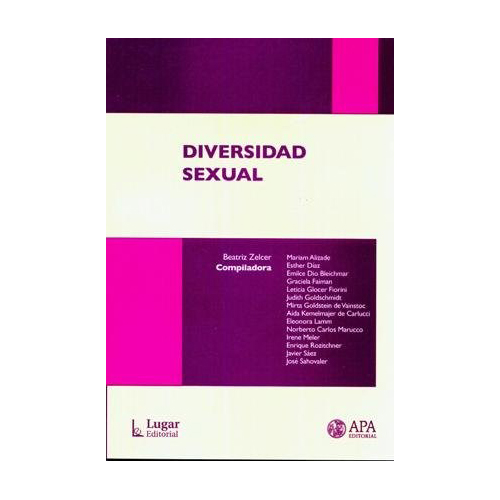 DIVERSIDAD
SEXUAL
Beatriz Zelcer
Compiladora
Mariam Alizade
Esther Díaz
Emilce Dio Bleichmar
Graciela Faiman
Leticia Glocer Fiorini
Judith Goldschmidt
Mirta Goldstein de Vainstoc
Aída Kemelmajer de Carlucci
Eleonora Lamm
Norberto Carlos Marucco
Irene Meler
Enrique Rozitschner
Javier Sáez
José Sahovaler
Lugar
Editorial
APA
EDITORIAL